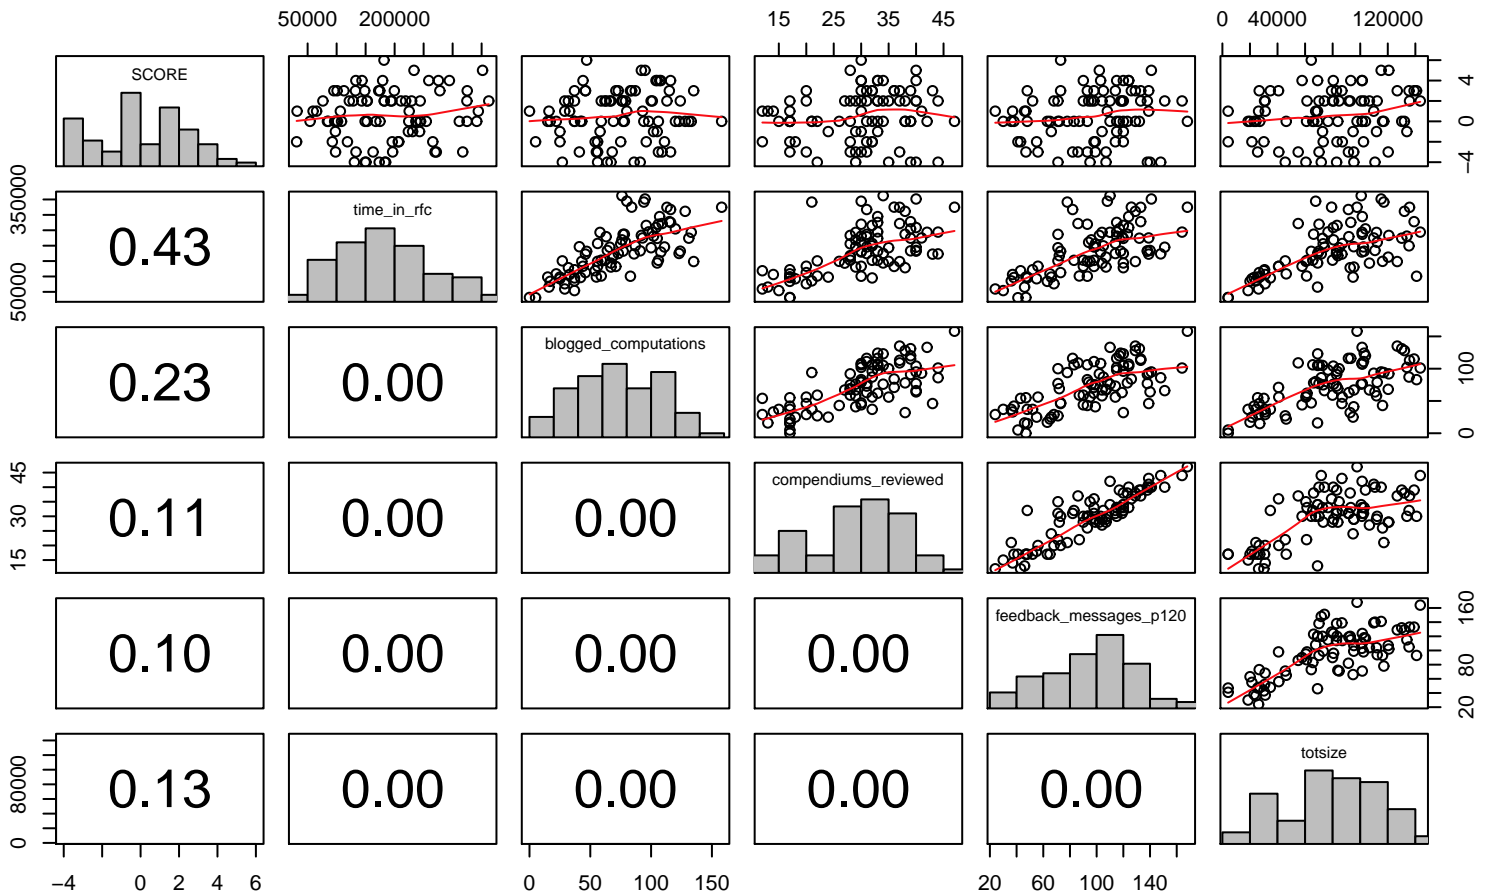 50000 200000 15 25 35 45 0 40000 120000
SCORE
−4 0 4
50000 350000
0.43
time_in_rfc
0.23
0.00
blogged_computations
0 100
15 30 45
0.11
0.00
0.00
compendiums_reviewed
0.10
0.00
0.00
0.00
feedback_messages_p120
20 80 160
0 80000
0.13
0.00
0.00
0.00
0.00
totsize
−4 0 2 4 6 0 50 100 150 20 60 100 140